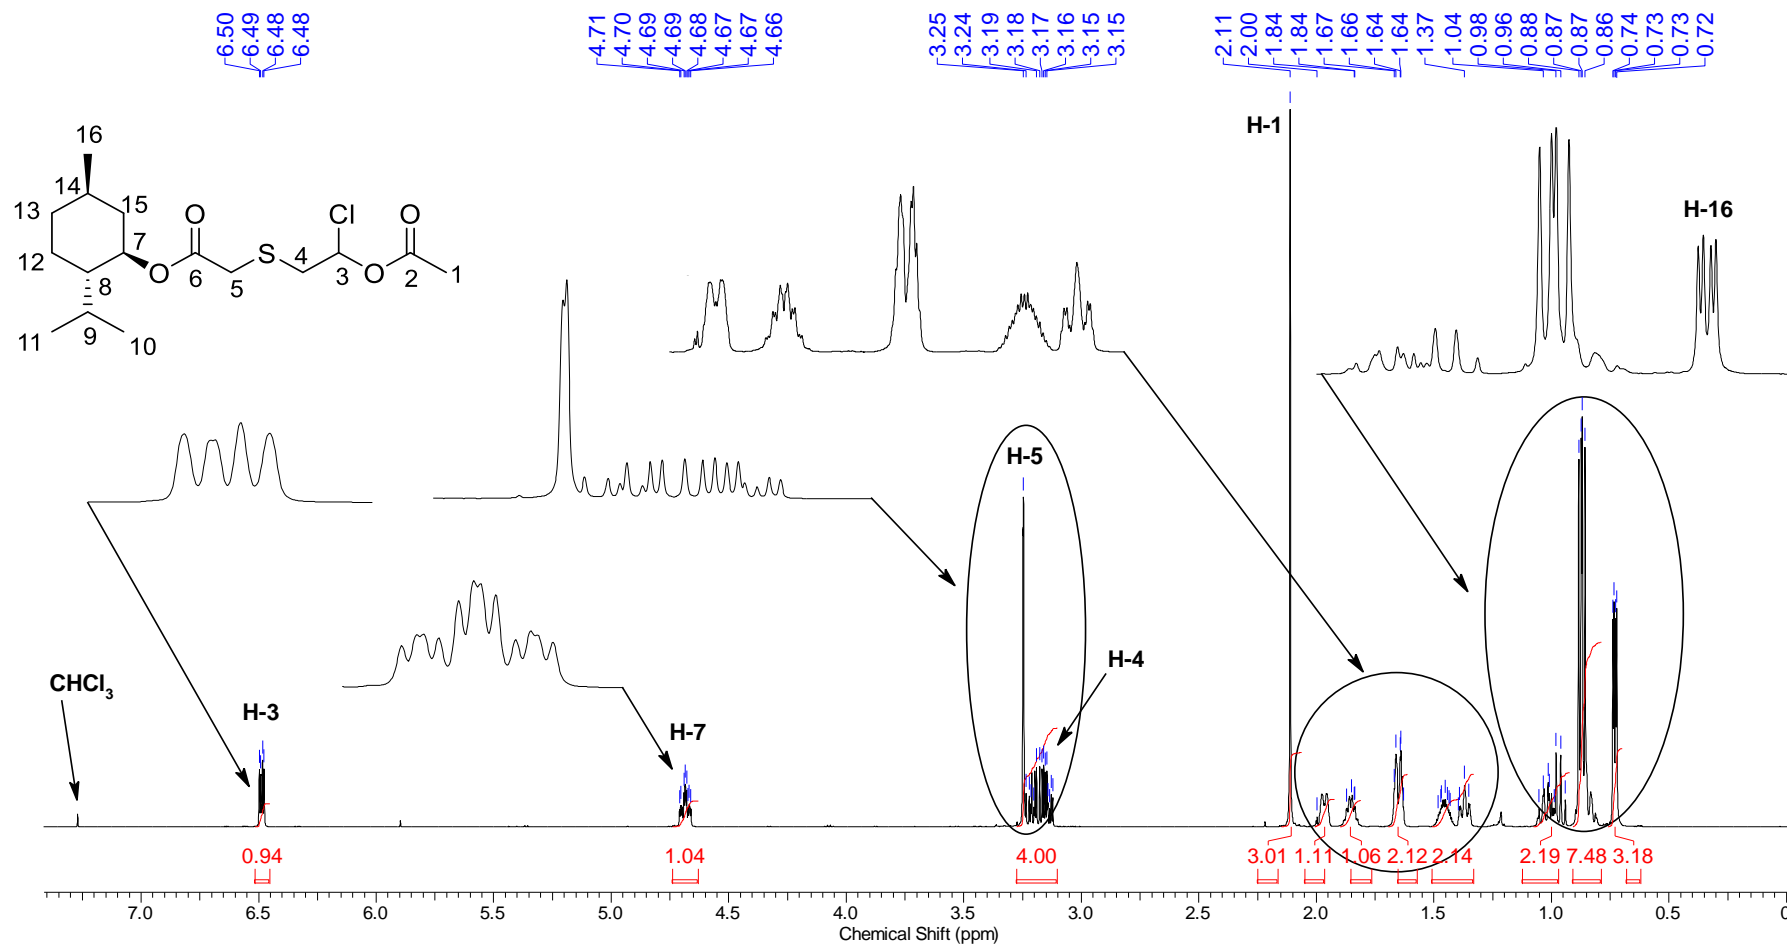 6.50 6.49 6.48 6.48 4.71 4.70 4.69 4.69 4.68 4.67 4.67 4.66 3.25 3.24 3.19 3.18 3.17 3.16 3.15 3.15 2.11 2.00 1.84 1.84 1.67 1.66 1.64 1.64 1.37 1.04 0.98 0.96 0.88 0.87 0.87 0.86 0.74 0.73 0.73 0.72
H-1
16
14
15
13
O
Cl
O
H-16
7
S
4
12
O
6
5
3
O
2
1
8
9
11
10
H-5
H-4
CHCl3
H-3
H-7
0.94 1.04 4.00 3.01 1.11 1.06 2.12 2.14 2.19 7.48 3.18
7.0 6.5 6.0 5.5 5.0 4.5 4.0 3.5 3.0 2.5 2.0 1.5 1.0 0.5 0
Chemical Shift (ppm)